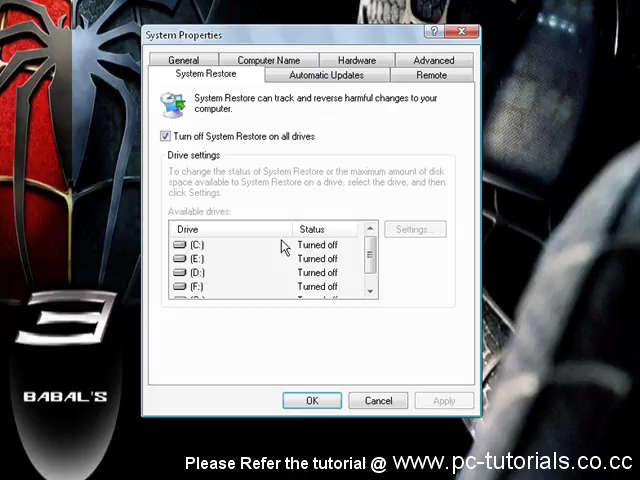 System Properties
General
Computer Name
Hardware
Advanced
System Restore
Automatic Updates
Remote
System Restore can track and reverse harmful changes to your
computer.
Turn off System Restore on all drives
Drive settings
To change the status of System Restore or the maximum amount of disk
space available to System Restore on a drive, select the drive, and then
click Settings.
Available drives:
Drive Status
(C:) Turned off
(E:) Turned off
(D:) Turned off
(F:) Turned off
Settings...
OK
Cancel
Apply
3
BABAL'S
Please Refer the tutorial @ www.pc-tutorials.co.cc